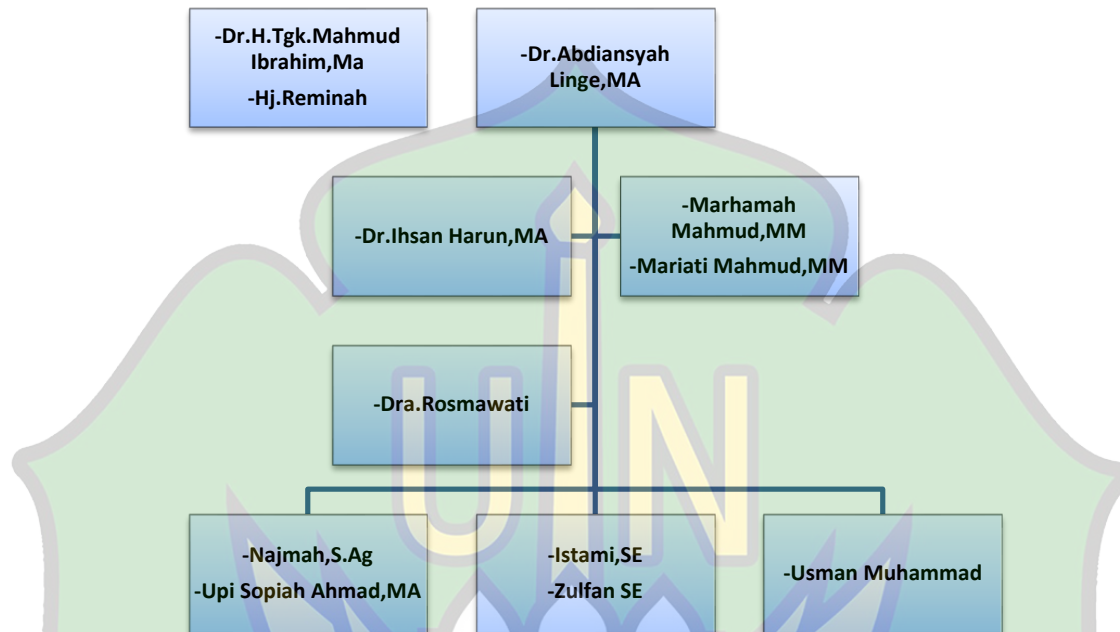 -Dr.H.Tgk.Mahmud
Ibrahim,Ma
-Hj.Reminah
-Dr.Abdiansyah
Linge,MA
-Dr.Ihsan Harun,MA
-Marhamah
Mahmud,MM
-Mariati Mahmud,MM
-Dra.Rosmawati
UIN
-Najmah,S.Ag
-Upi Sopiah Ahmad,MA
-Istami,SE
-Zulfan SE
-Usman Muhammad